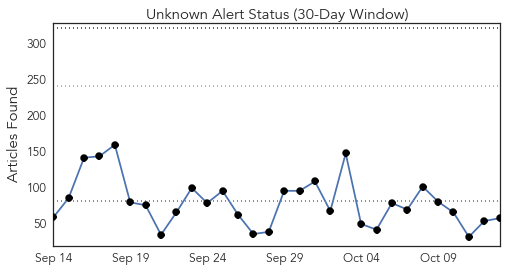 Unknown Alert Status (30-Day Window)
Articles Found
300
250
200
150
100
50
Sep 14 Sep 19 Sep 24 Sep 29 Oct 04 Oct 09